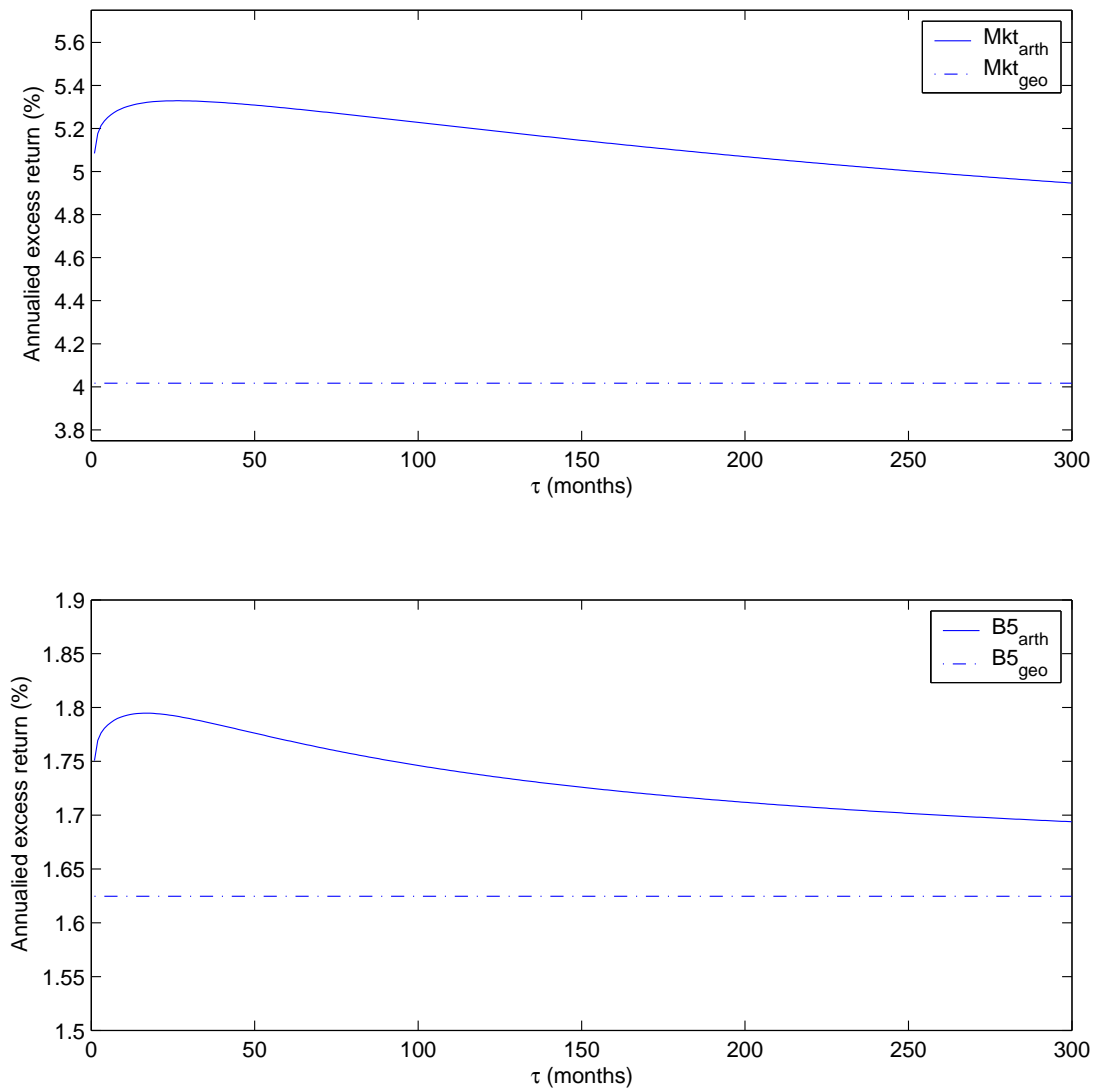 5.6
5.4
5.2
5
4.8
4.6
4.4
4.2
4
3.8
Annualied excess return (%)
Mkt_arth
Mkt_geo
0 50 100 150 200 250 300
τ (months)
1.9
1.85
1.8
1.75
1.7
1.65
1.6
1.55
1.5
Annualied excess return (%)
B5_arth
B5_geo
0 50 100 150 200 250 300
τ (months)